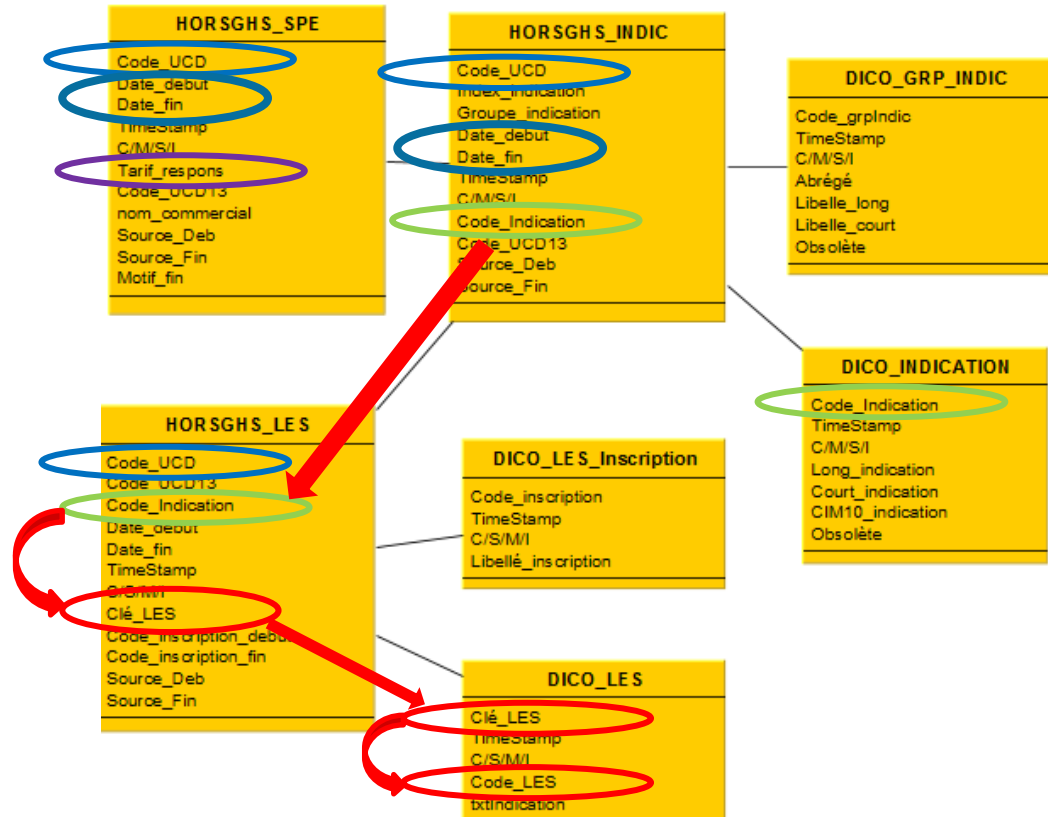 HORSGHS_SPE
Code_UCD
Date_debut
Date_fin
TimeStamp
C/M/S/I
Tarif_respons
Code_UCD13
nom_commercial
Source_Deb
Source_Fin
Motif_fin
HORSGHS_INDIC
Code_UCD
Index_indication
Groupe_indication
Date_debut
Date_fin
TimeStamp
C/M/S/I
Code_Indication
Code_UCD13
Source_Deb
Source_Fin
DICO_GRP_INDIC
Code_grpIndic
TimeStamp
C/M/S/I
Abrégé
Libelle_long
Libelle_court
Obsolète
DICO_INDICATION
Code_Indication
TimeStamp
C/M/S/I
Long_indication
Court_indication
CIM10_indication
Obsolète
HORSGHS_LES
Code_UCD
Code_UCD13
Code_Indication
Date_debut
Date_fin
TimeStamp
C/S/M/I
Clé_LES
Code_inscription_debut
Code_inscription_fin
Source_Deb
Source_Fin
DICO_LES_Inscription
Code_inscription
TimeStamp
C/S/M/I
Libellé_inscription
DICO_LES
Clé_LES
TimeStamp
C/S/M/I
Code_LES
txtIndication